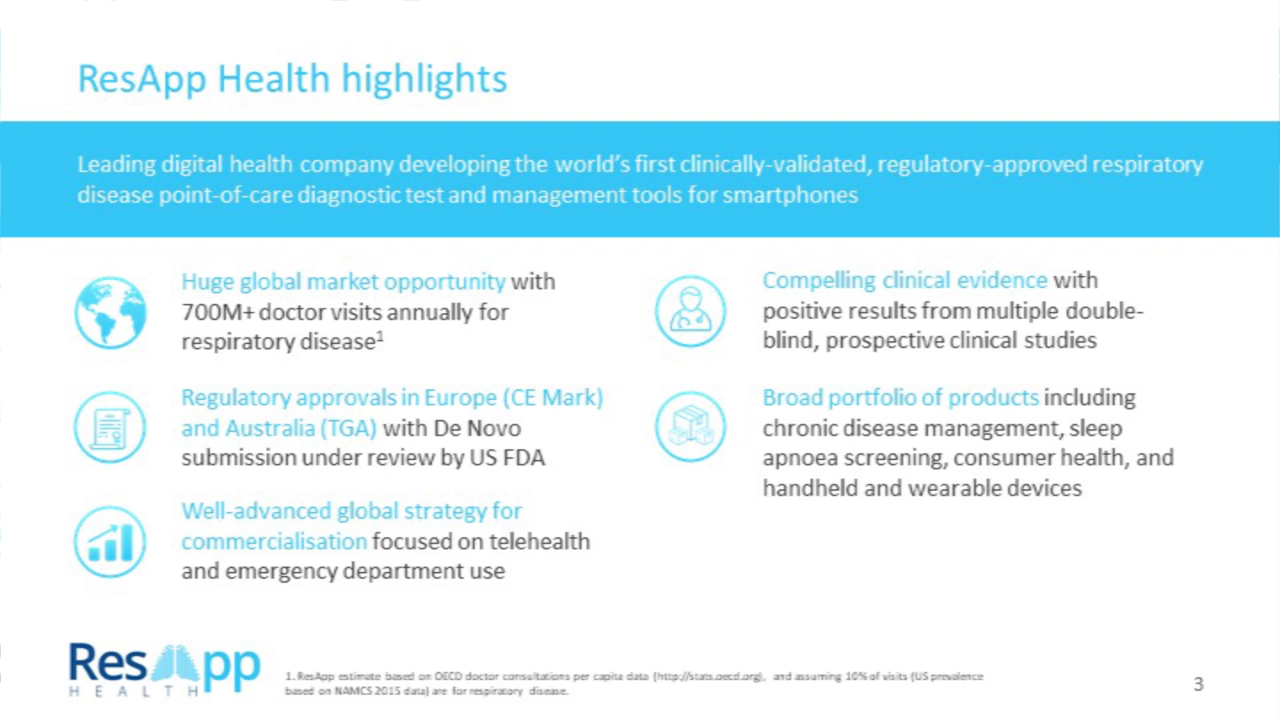 ResApp Health highlights
Leading digital health company developing the world's first clinically-validated, regulatory-approved respiratory
disease point-of-care diagnostic test and management tools for smartphones
Huge global market opportunity with
700M+ doctor visits annually for
respiratory disease1
Regulatory approvals in Europe (CE Mark)
and Australia (TGA) with De Novo
submission under review by US FDA
Well-advanced global strategy for
commercialisation focused on telehealth
and emergency department use
Compelling clinical evidence with
positive results from multiple double-
blind, prospective clinical studies
Broad portfolio of products including
chronic disease management, sleep
apnoea screening, consumer health, and
handheld and wearable devices
ResApp
HEALTH
1. ResApp estimate based on OECD doctor consultations per capita data (http://stats.oecd.org), and assuming 10% of visits (US prevalence
based on NAMCS 2015 data) are for respiratory disease.
3